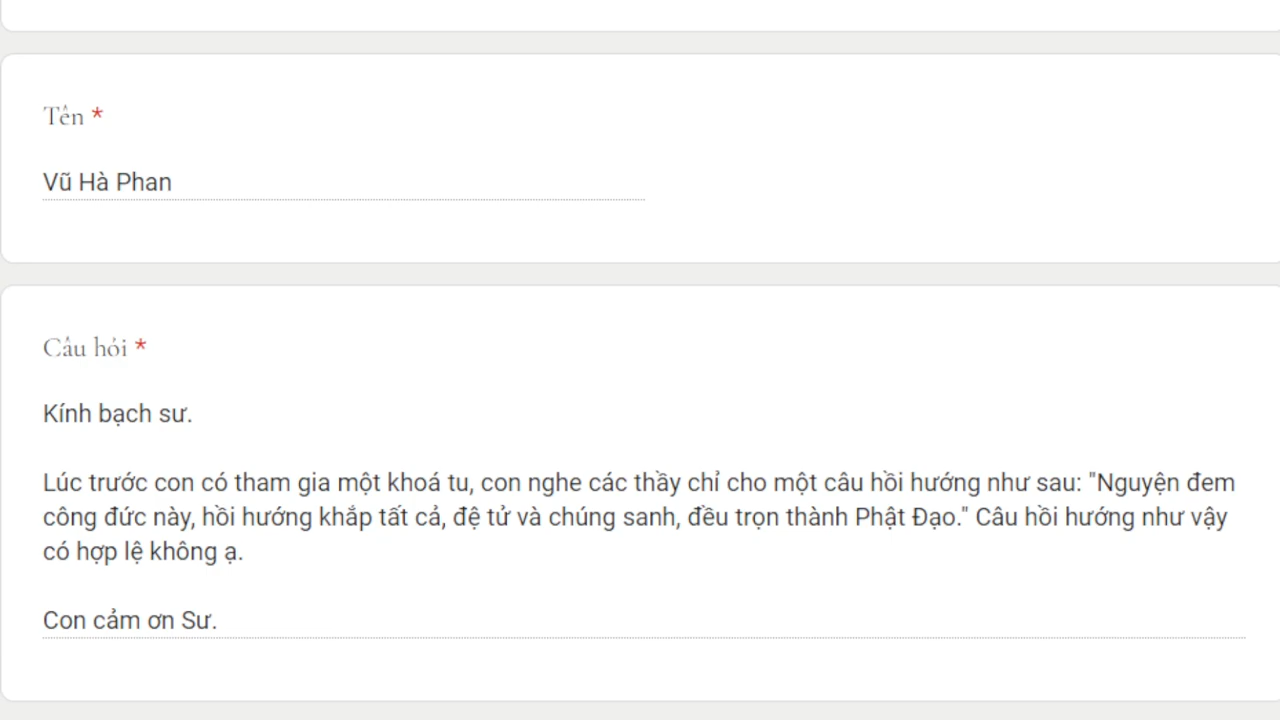 Tên *
Vũ Hà Phan
Câu hỏi *
Kính bạch sư.
Lúc trước con có tham gia một khoá tu, con nghe các thầy chỉ cho một câu hồi hướng như sau: "Nguyện đem
công đức này, hồi hướng khắp tất cả, đệ tử và chúng sanh, đều trọn thành Phật Đạo." Câu hồi hướng như vậy
có hợp lệ không ạ.
Con cảm ơn Sư.